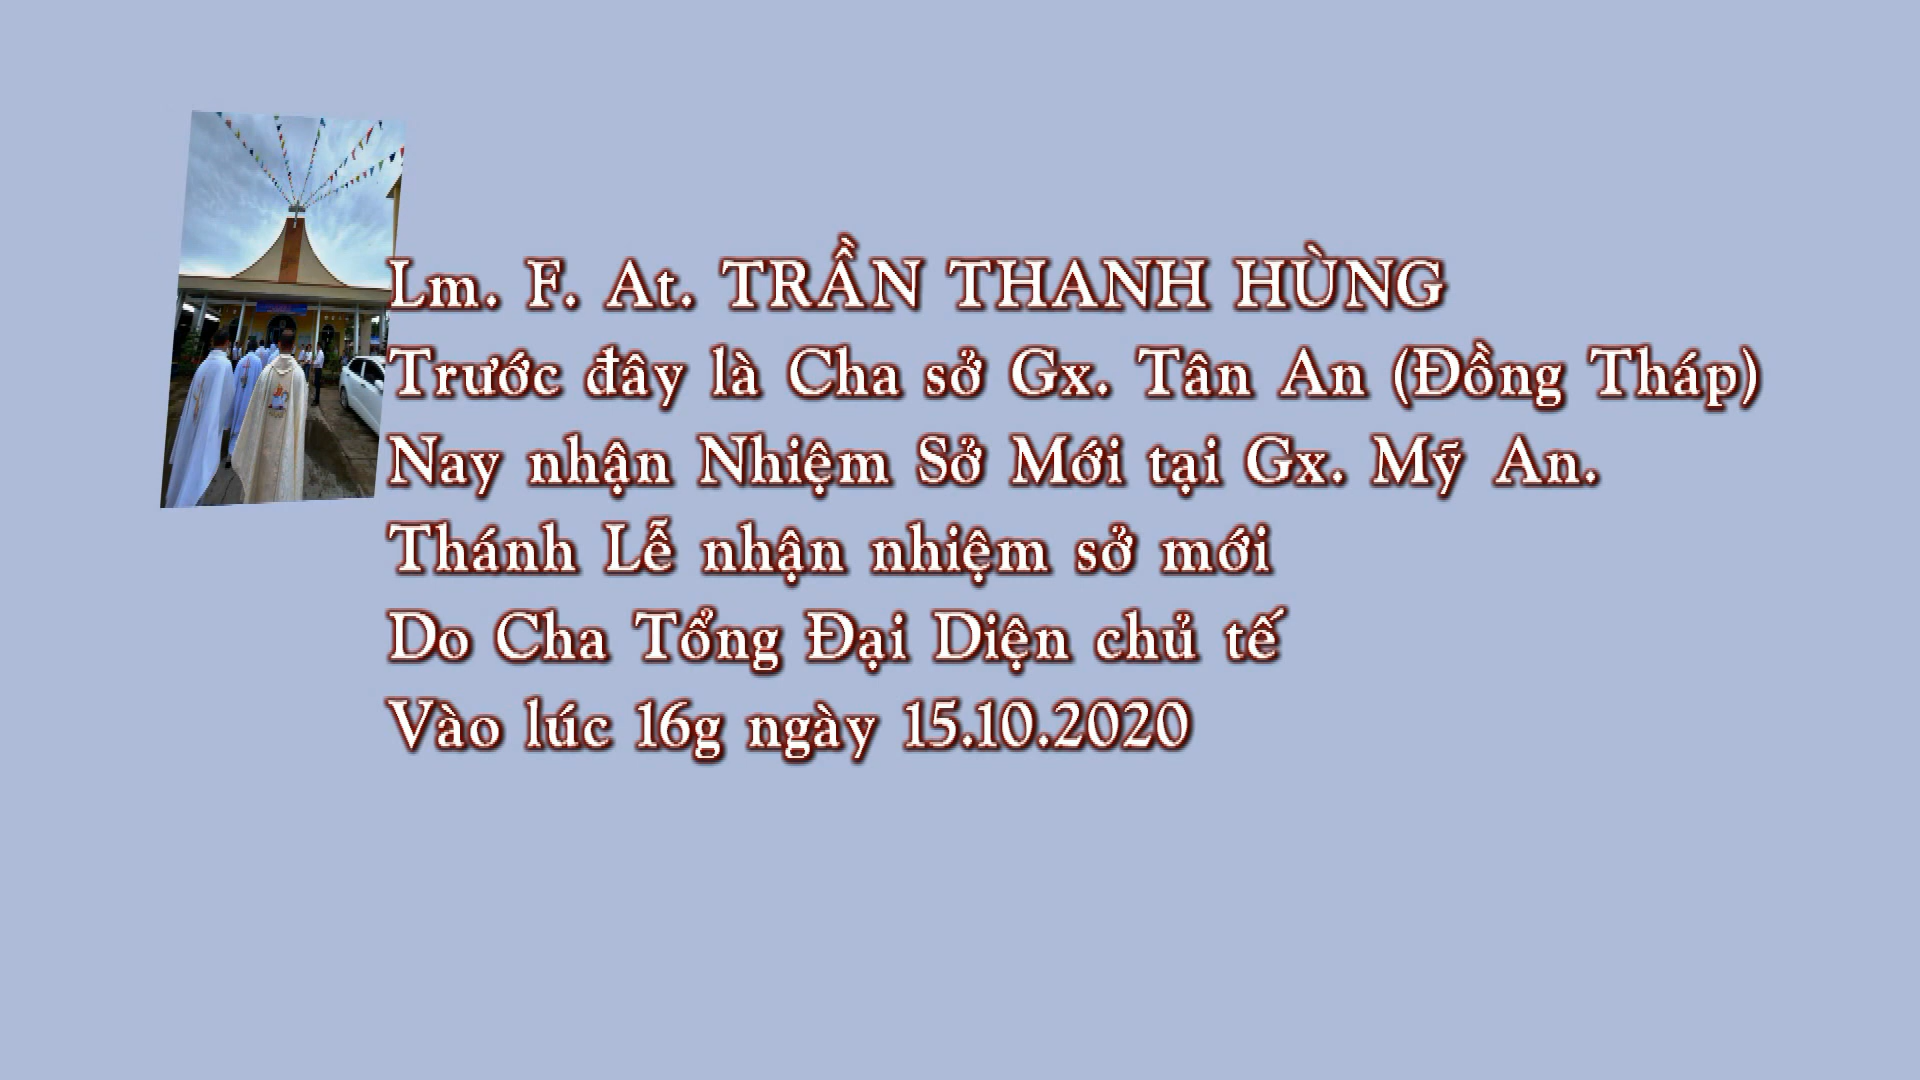 Lm. F. At. TRẦN THANH HÙNG
Trước đây là Cha sở Gx. Tân An (Đồng Tháp)
Nay nhận Nhiệm Sở Mới tại Gx. Mỹ An.
Thánh Lễ nhận nhiệm sở mới
Do Cha Tổng Đại Diện chủ tế
Vào lúc 16g ngày 15.10.2020